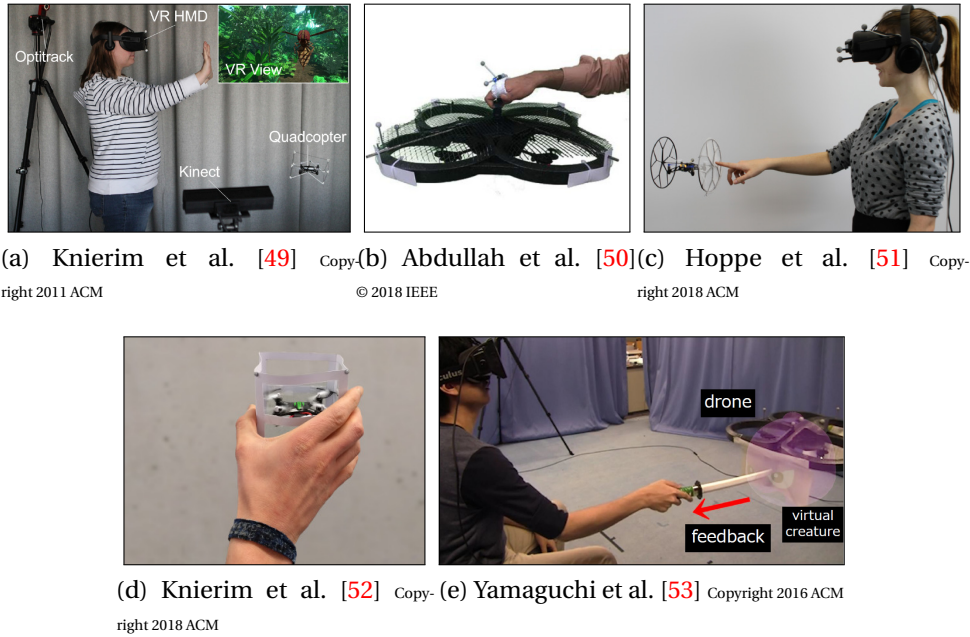 VR HMD
Optitrack
VR View
Quadcopter
Kinect
(a) Knierim et al. [49] Copy-
right 2011 ACM
(b) Abdullah et al. [50]
© 2018 IEEE
(c) Hoppe et al. [51] Copy-
right 2018 ACM
culus
drone
virtual
creature
feedback
(d) Knierim et al. [52] Copy-
right 2018 ACM
(e) Yamaguchi et al. [53] Copyright 2016 ACM